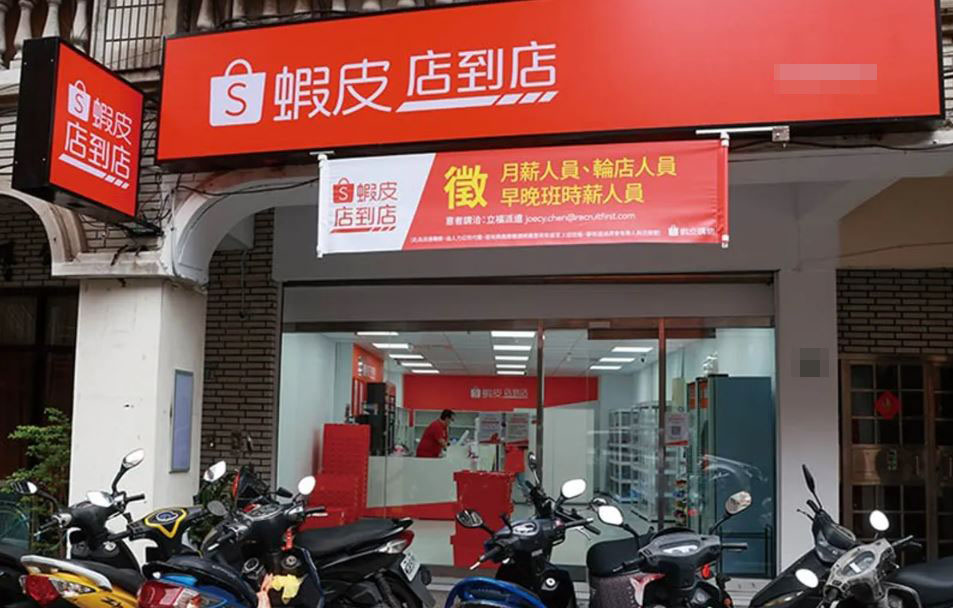 蝦皮 店到店
蝦皮
店到店
蝦皮
店到店
徵
月薪人員、輪店人員
早晚班時薪人員
意者請洽:立福派遣 joecy.chen@recruitfirst.com
蝦皮購物
蝦皮店到店